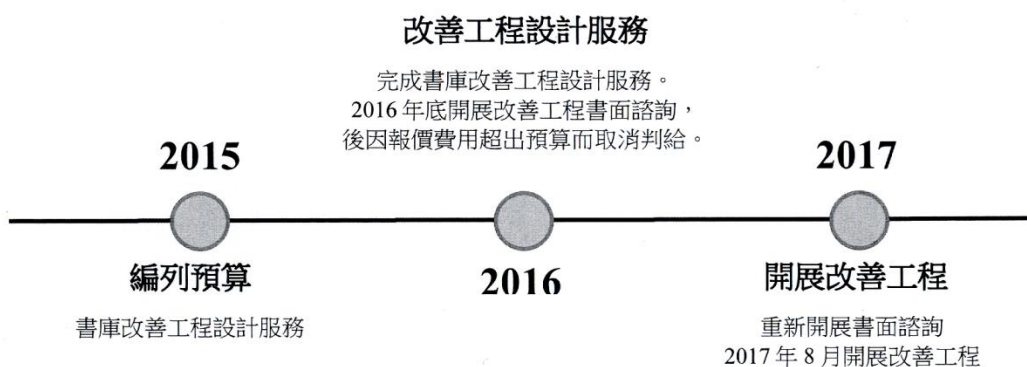 改善工程設計服務
完成書庫改善工程設計服務。
2016 年底開展改善工程書面諮詢，
後因報價費用超出預算而取消判給。
2015
2017
編列預算
2016
開展改善工程
書庫改善工程設計服務
重新開展書面諮詢
2017 年 8 月開展改善工程